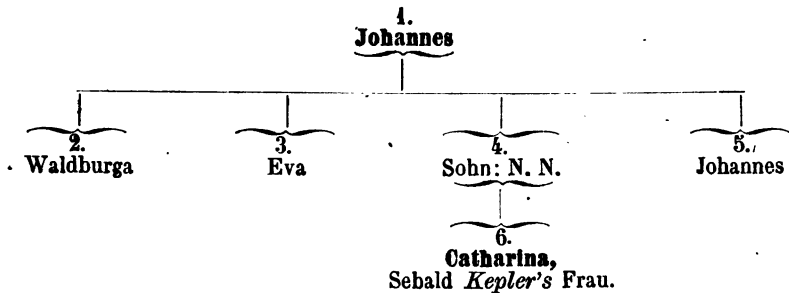 1.
Johannes
2.
Waldburga
3.
Eva
4.
Sohn: N. N.
5.
Johannes
6.
Catharina,
Sebald Kepler's Frau.